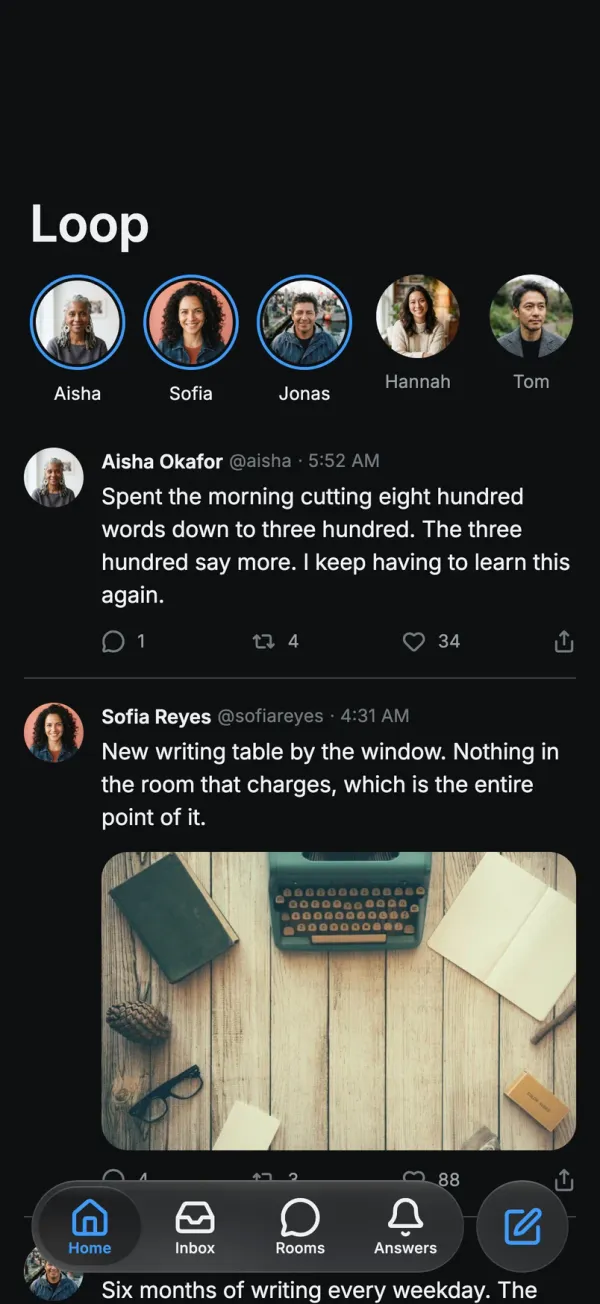 Loop
Aisha
Sofia
Jonas
Hannah
Tom
Aisha Okafor @aisha · 5:52 AM
Spent the morning cutting eight hundred
words down to three hundred. The three
hundred say more. I keep having to learn this
again.
1
4
34
Sofia Reyes @sofiareyes · 4:31 AM
New writing table by the window. Nothing in
the room that charges, which is the entire
point of it.
4
3
88
Home
Inbox
Rooms
Answers
Six months of writing every weekday. The